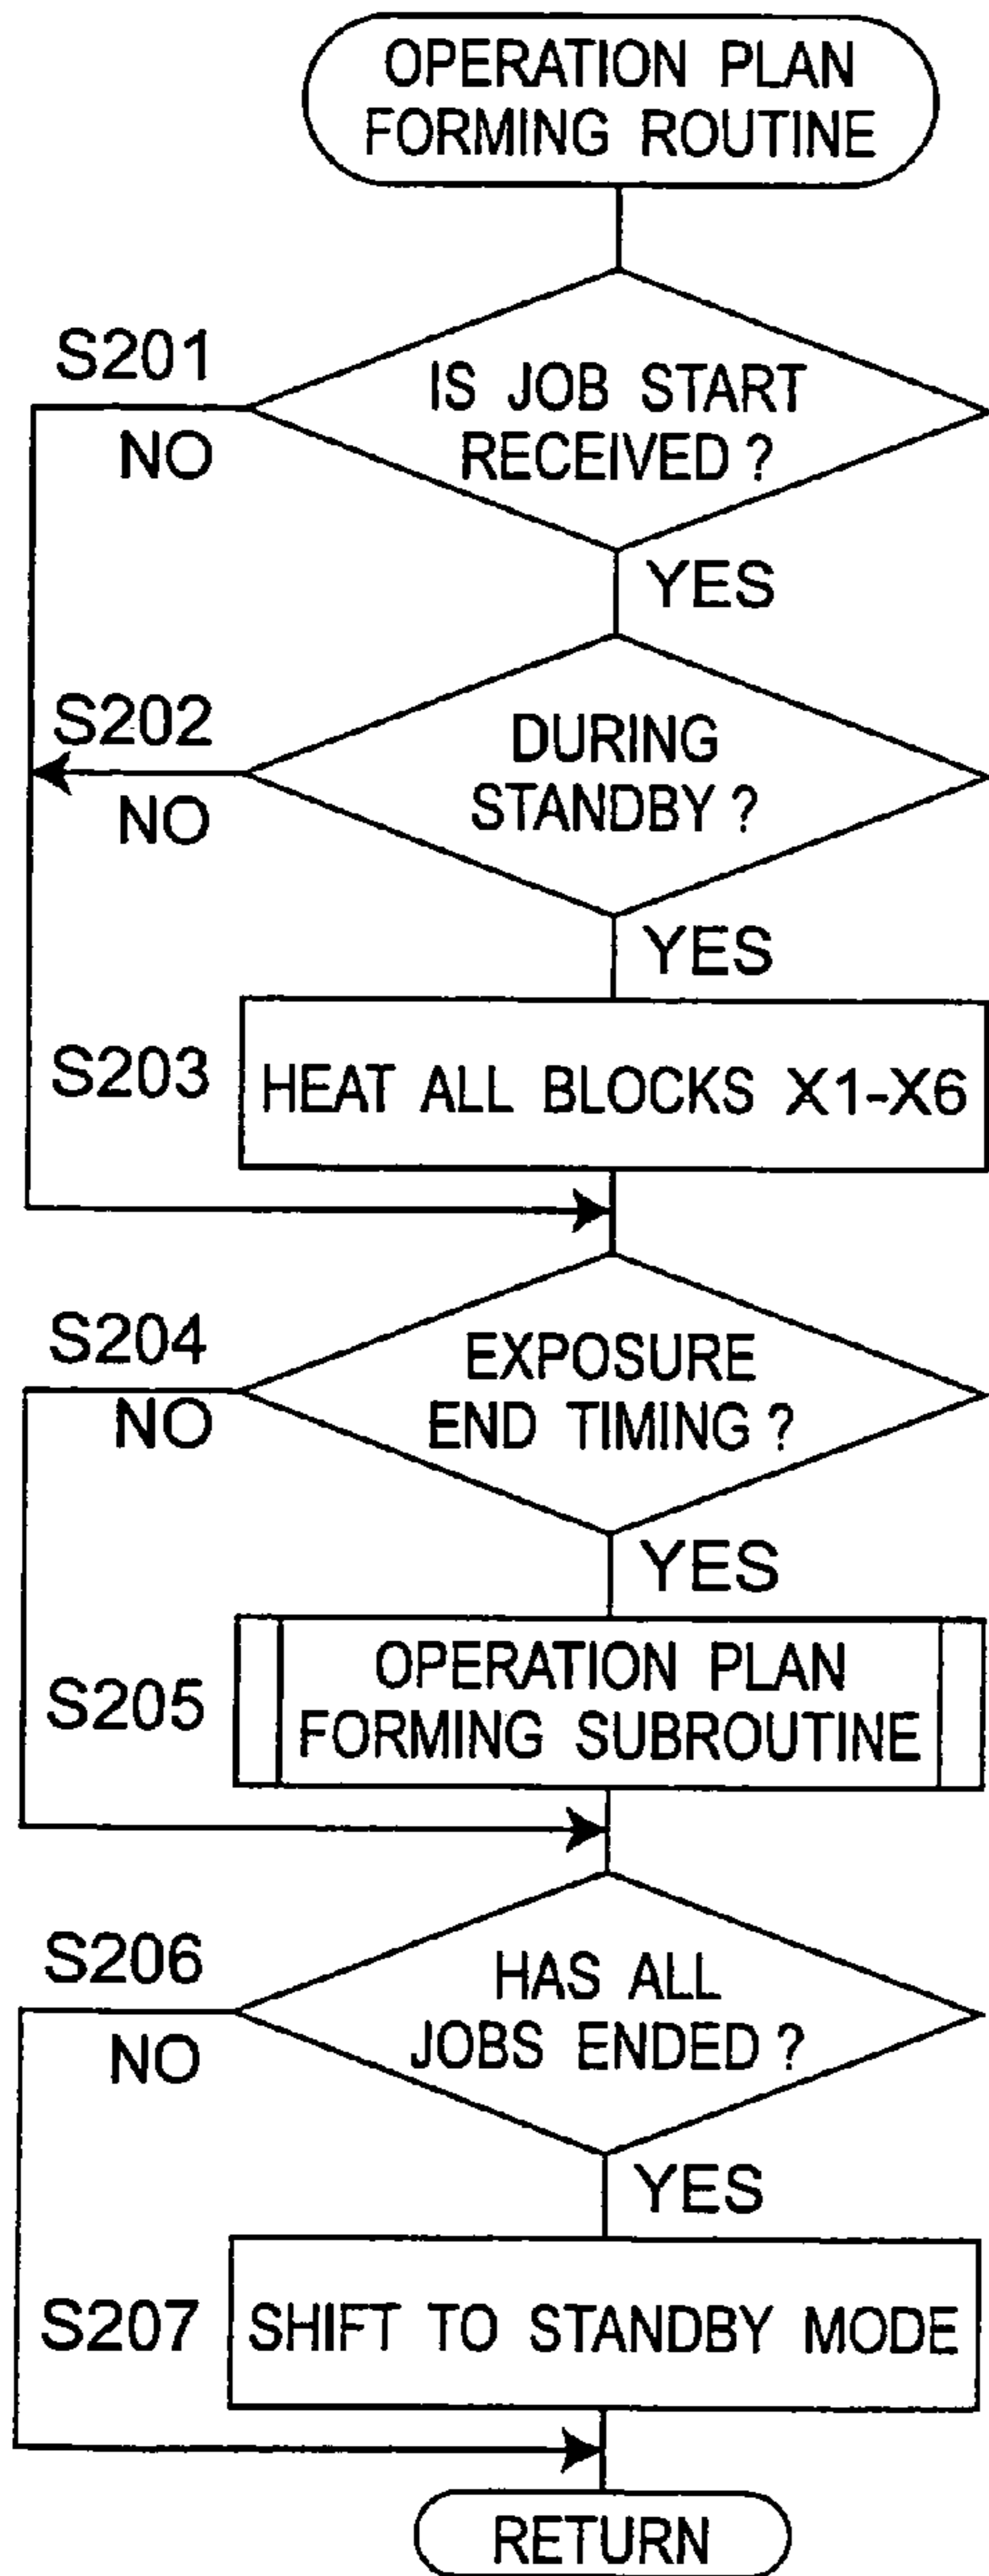 OPERATION PLAN
FORMING ROUTINE
S201
IS JOB START
RECEIVED ?
NO
YES
S202
DURING
STANDBY ?
NO
YES
S203
HEAT ALL BLOCKS X1-X6
S204
EXPOSURE
END TIMING ?
NO
YES
S205
OPERATION PLAN
FORMING SUBROUTINE
S206
HAS ALL
JOBS ENDED ?
NO
YES
S207
SHIFT TO STANDBY MODE
RETURN